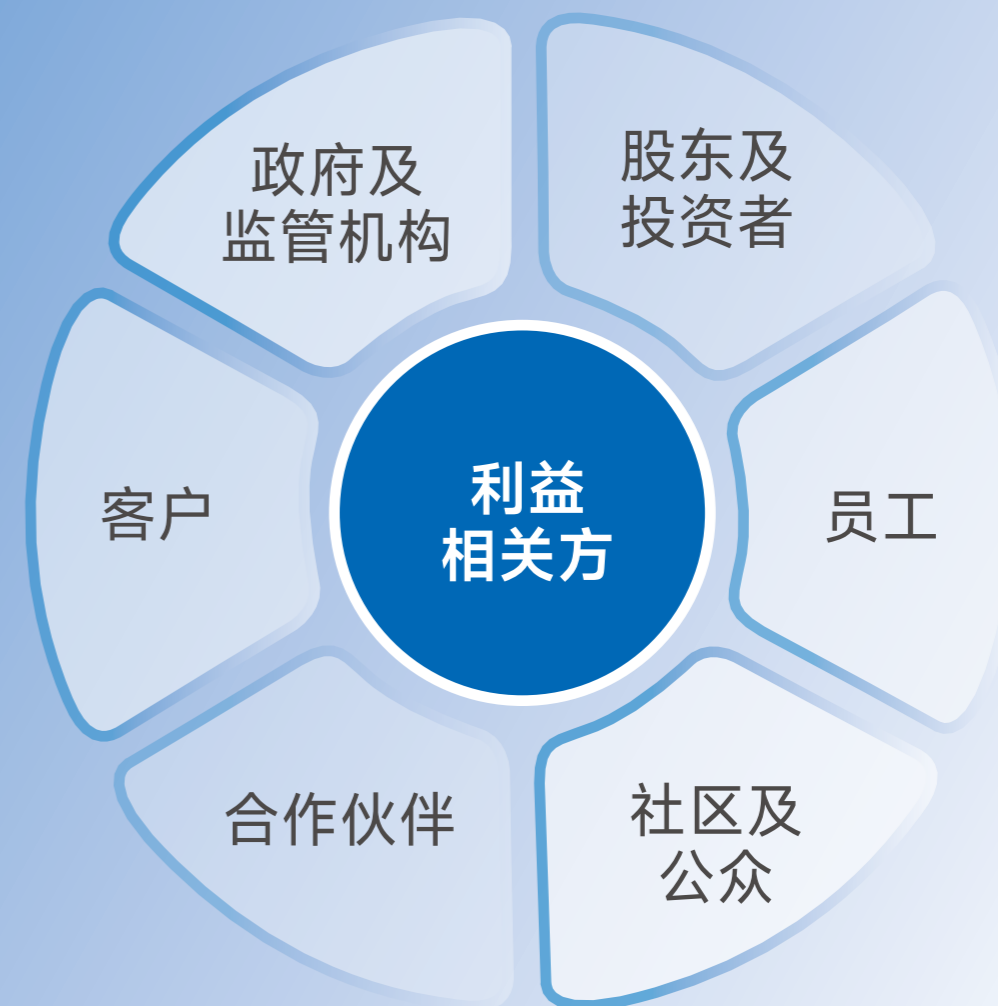 政府及
监管机构
股东及
投资者
客户
利益
相关方
员工
合作伙伴
社区及
公众